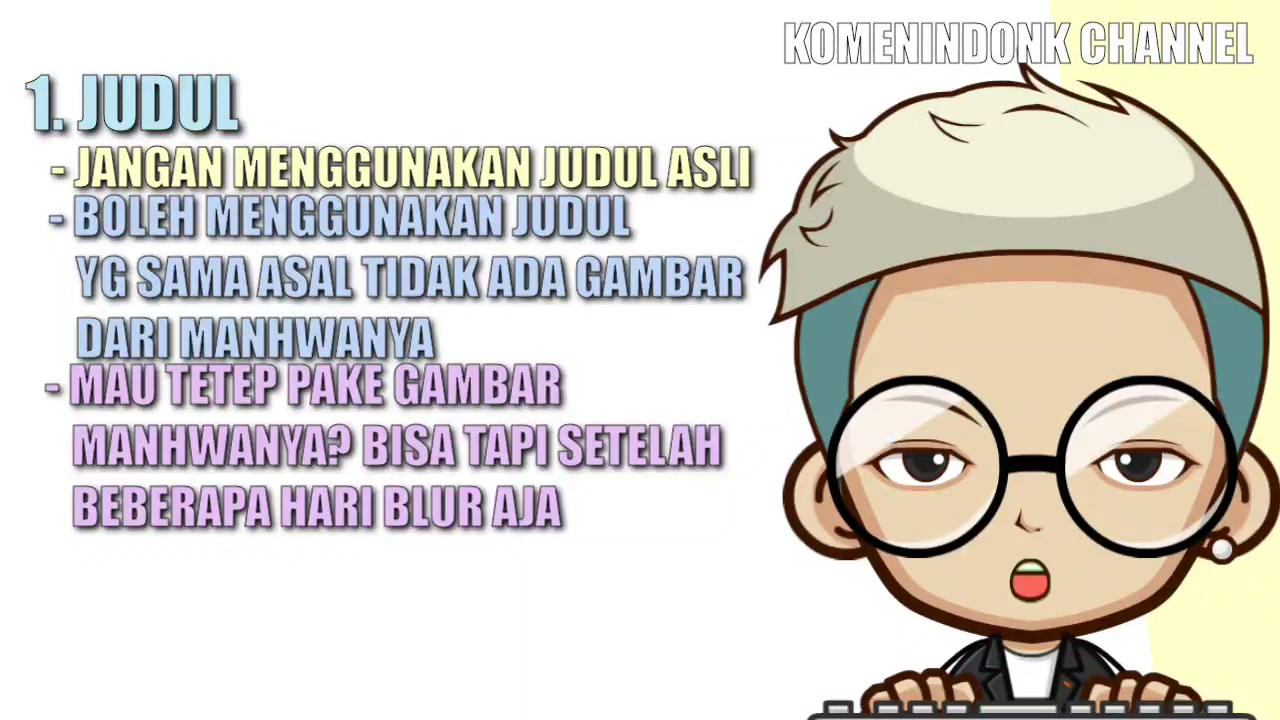 KOMENINDONK CHANNEL
1. JUDUL
- JANGAN MENGGUNAKAN JUDUL ASLI
- BOLEH MENGGUNAKAN JUDUL
YG SAMA ASAL TIDAK ADA GAMBAR
DARI MANHWANYA
- MAU TETEP PAKE GAMBAR
MANHWANYA? BISA TAPI SETELAH
BEBERAPA HARI BLUR AJA